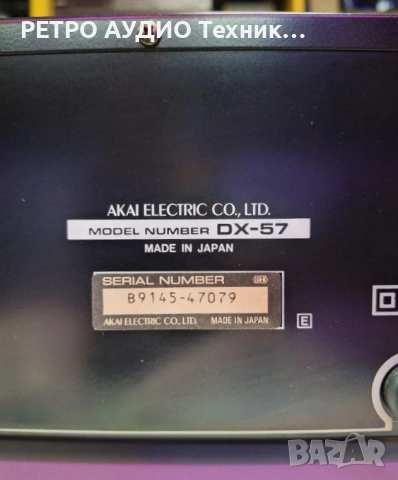 РЕТРО АУДИО Техник...
AKAI ELECTRIC CO., LTD.
MODEL NUMBER DX-57
MADE IN JAPAN
SERIAL NUMBER
B9145-47079
AKAI ELECTRIC CO., LTD. MADE IN JAPAN
E
BAZAR